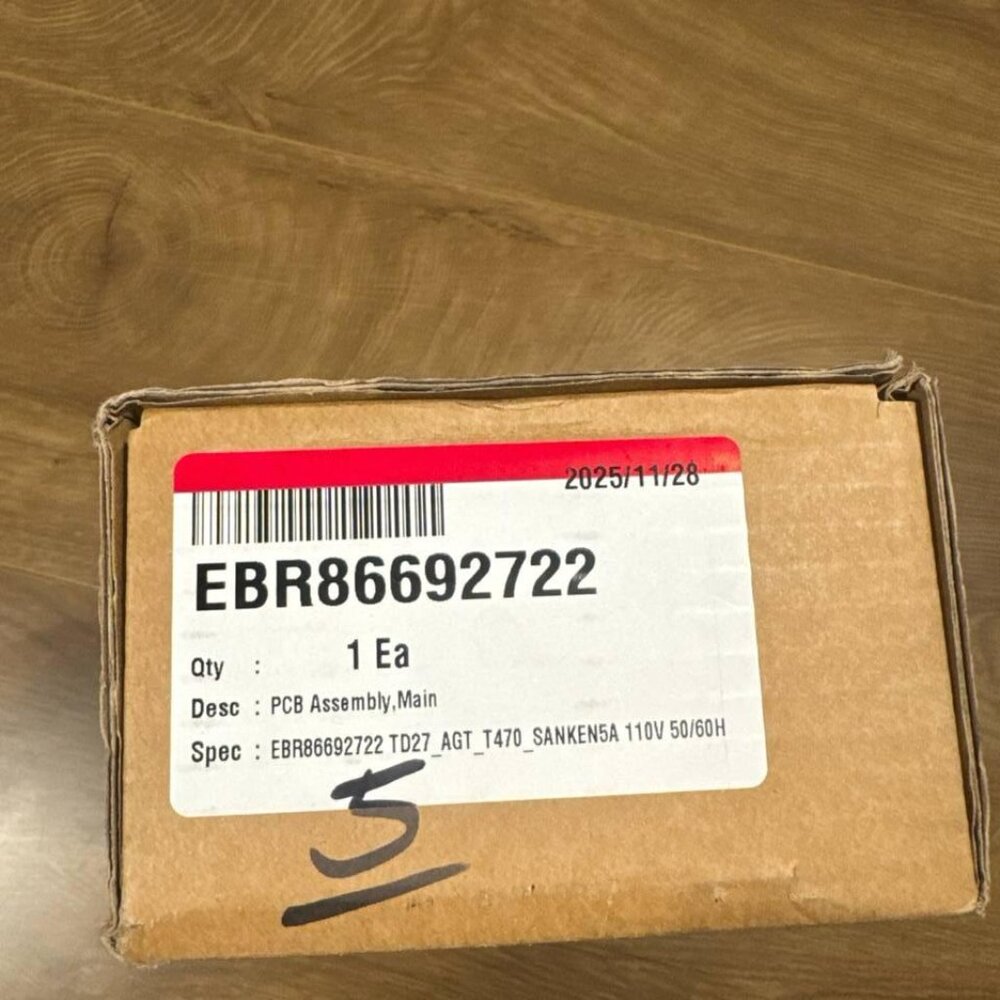 2025/11/28
EBR86692722
Qty : 1 Ea
Desc : PCB Assembly,Main
Spec : EBR86692722 TD27_AGT_T470_SANKEN5A 110V 50/60H
5